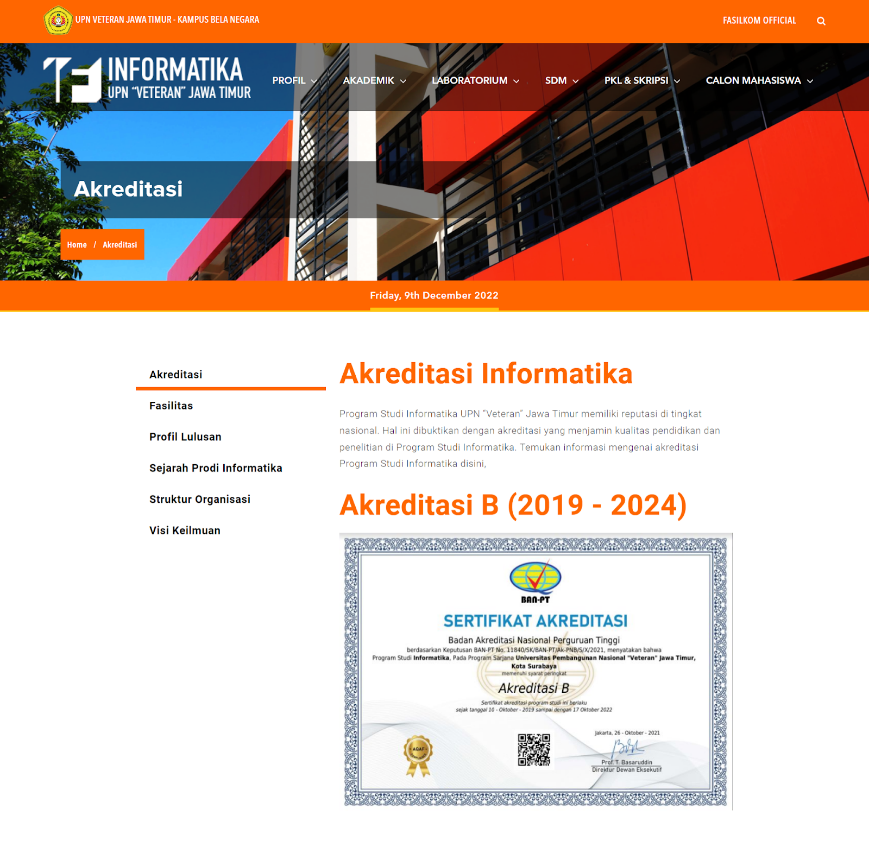 UPN VETERAN JAWA TIMUR - KAMPUS BELA NEGARA
FASILKOM OFFICIAL
INFORMATIKA
UPN “VETERAN” JAWA TIMUR
PROFIL
AKADEMIK
LABORATORIUM
SDM
PKL & SKRIPSI
CALON MAHASISWA
Akreditasi
Home / Akreditasi
Friday, 9th December 2022
Akreditasi
Fasilitas
Profil Lulusan
Sejarah Prodi Informatika
Struktur Organisasi
Visi Keilmuan
Akreditasi Informatika
Program Studi Informatika UPN “Veteran” Jawa Timur memiliki reputasi di tingkat
nasional. Hal ini dibuktikan dengan akreditasi yang menjamin kualitas pendidikan dan
penelitian di Program Studi Informatika. Temukan informasi mengenai akreditasi
Program Studi Informatika disini,
Akreditasi B (2019 - 2024)
BAN-PT
SERTIFIKAT AKREDITASI
Badan Akreditasi Nasional Perguruan Tinggi
berdasarkan Keputusan BAN-PT No. 11840/SK/BAN-PT/Ak-PNB/S/X/2021, menyatakan bahwa
Program Studi Informatika, Pada Program Sarjana Universitas Pembangunan Nasional "Veteran" Jawa Timur,
Kota Surabaya
memenuhi syarat peringkat
Akreditasi B
Sertifikat akreditasi program studi ini berlaku
sejak tanggal 16 - Oktober - 2019 sampai dengan 17 Oktober 2022
Jakarta, 26 - Oktober - 2021
Prof. T. Basaruddin
Direktur Dewan Eksekutif